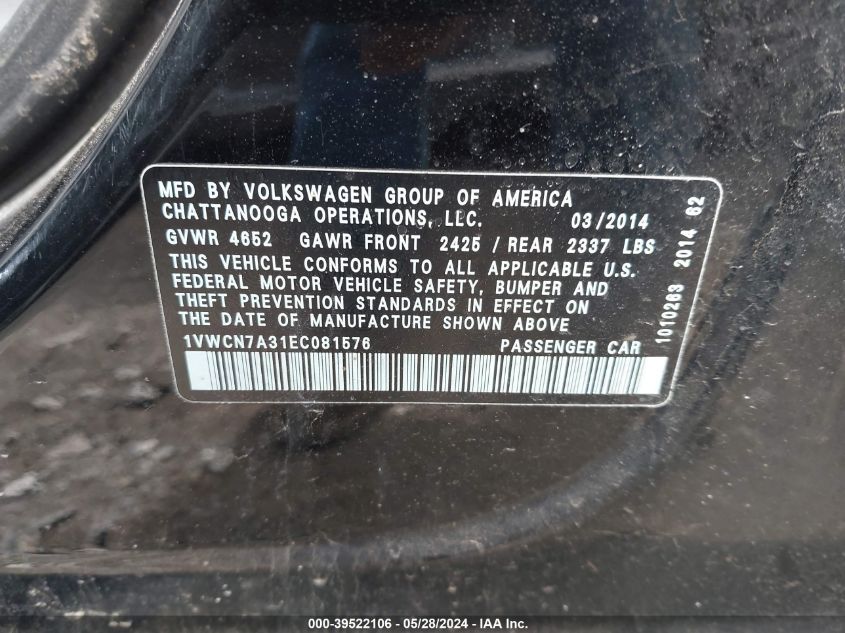 MFD BY VOLKSWAGEN GROUP OF AMERICA
CHATTANOOGA OPERATIONS, LLC. 03/2014
GVWR 4652 GAWR FRONT 2425 / REAR 2337 LBS
THIS VEHICLE CONFORMS TO ALL APPLICABLE U.S.
FEDERAL MOTOR VEHICLE SAFETY, BUMPER AND
THEFT PREVENTION STANDARDS IN EFFECT ON
THE DATE OF MANUFACTURE SHOWN ABOVE
1VWCN7A31EC081576 PASSENGER CAR
1010263 2014 62
000-39522106 - 05/28/2024 - IAA Inc.